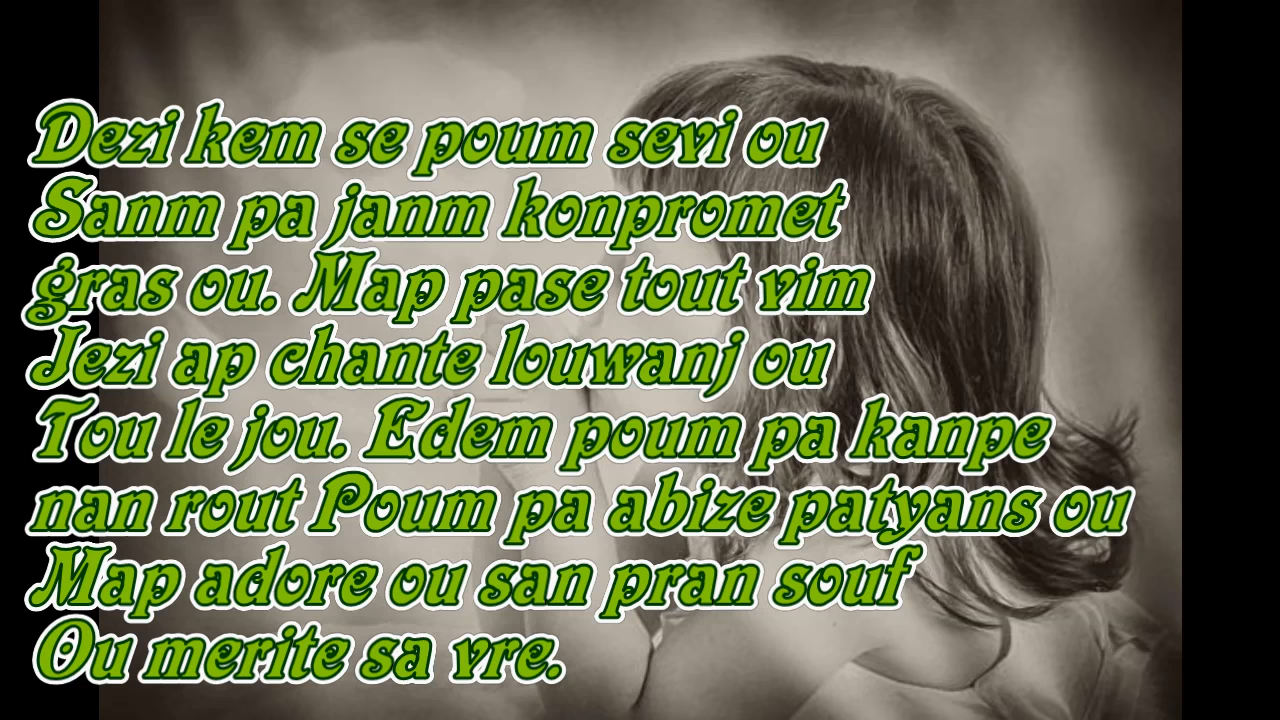 Dezi kem se poum sevi ou
Sanm pa janm konpromet
gras ou. Map pase tout vim
Jezi ap chante louwanj ou
Tou le jou. Edem poum pa kanpe
nan rout Poum pa abize patyans ou
Map adore ou san pran souf
Ou merite sa vre.